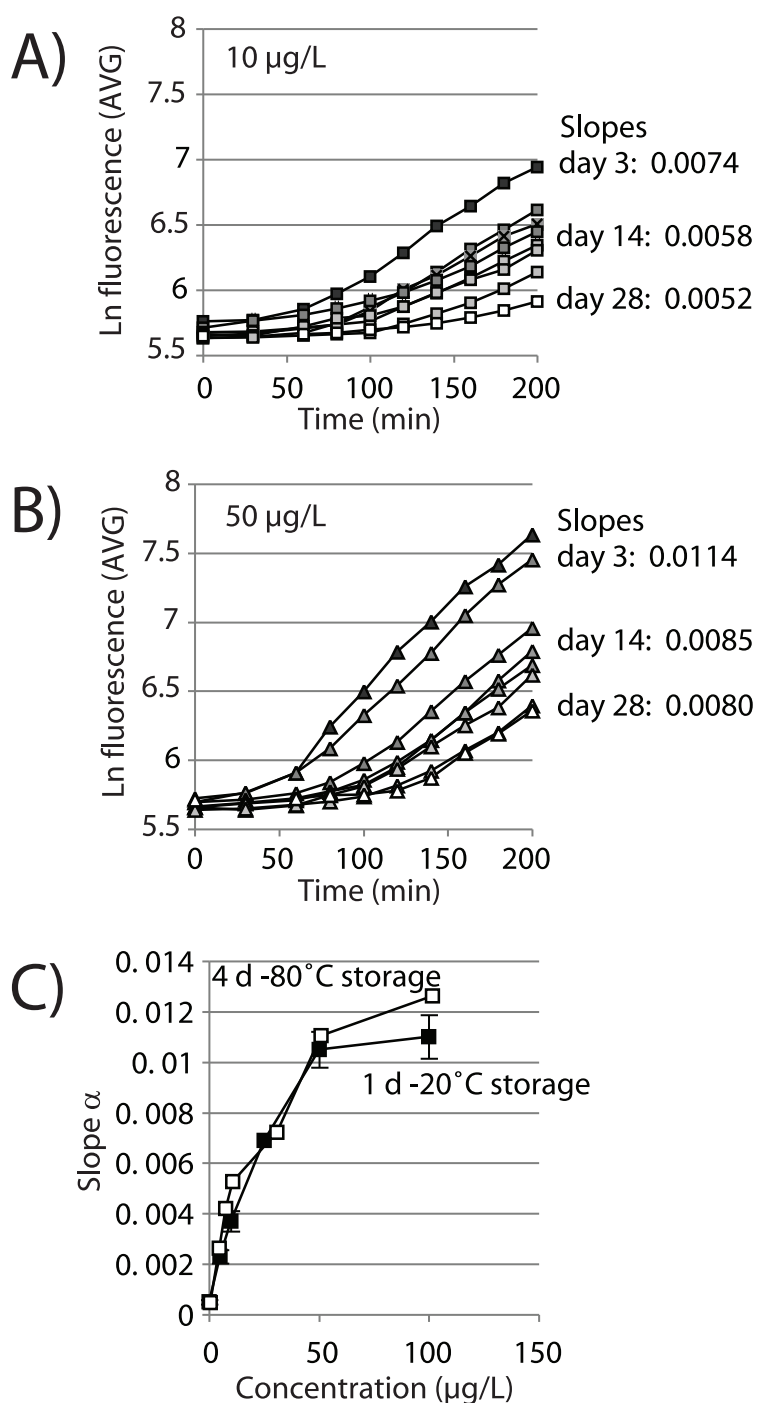 A)
10 µg/L
Ln fluorescence (AVG)
8
7.5
7
6.5
6
5.5
0
50
100
150
200
Time (min)
Slopes
day 3: 0.0074
day 14: 0.0058
day 28: 0.0052
B)
50 µg/L
Ln fluorescence (AVG)
8
7.5
7
6.5
6
5.5
0
50
100
150
200
Time (min)
Slopes
day 3: 0.0114
day 14: 0.0085
day 28: 0.0080
C)
Slope α
0. 014
0. 012
0. 01
0. 008
0. 006
0. 004
0. 002
0
4 d -80˚C storage
1 d -20˚C storage
0
50
100
150
Concentration (µg/L)